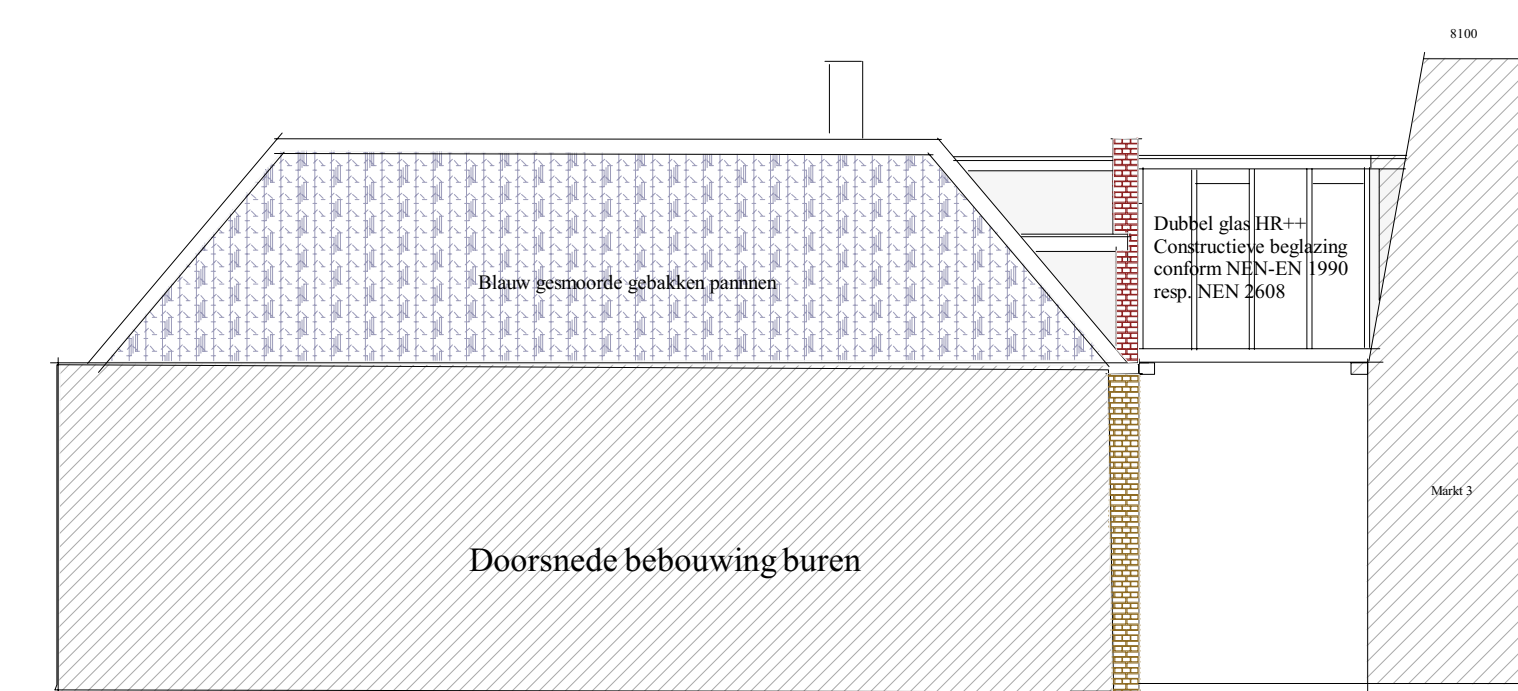 8100
Dubbel glas HR++
Constructieve beglazing
conform NEN-EN 1990
resp. NEN 2608
Blauw gesmoorde gebakken pannnen
Markt 3
Doorsnede bebouwing buren